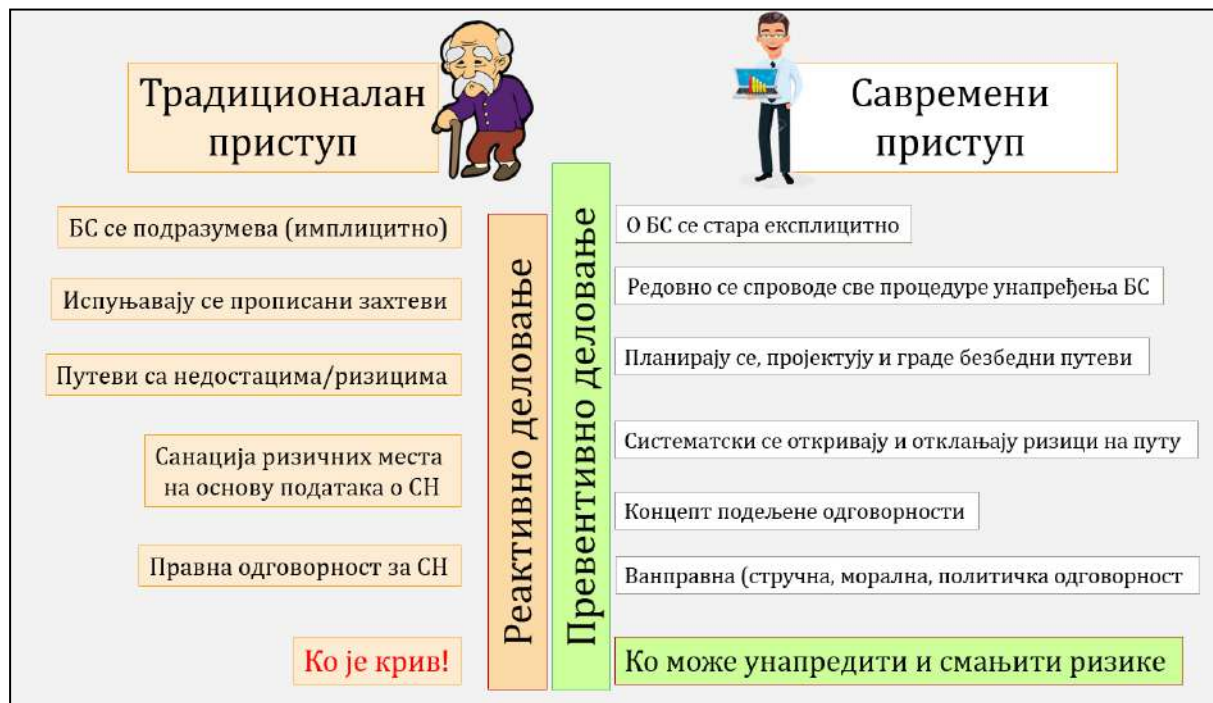 Традиционалан
приступ
БС се подразумева (имплицитно)
Испуњавају се прописани захтеви
Путеви са недостацима/ризицима
Санација ризичних места
на основу података о СН
Правна одговорност за СН
Ко је крив!
Реактивно деловање
Превентивно деловање
Савремени
приступ
О БС се стара експлицитно
Редовно се спроводе све процедуре унапређења БС
Планирају се, пројектују и граде безбедни путеви
Систематски се откривају и отклањају ризици на путу
Концепт подељене одговорности
Ванправна (стручна, морална, политичка одговорност
Ко може унапредити и смањити ризике